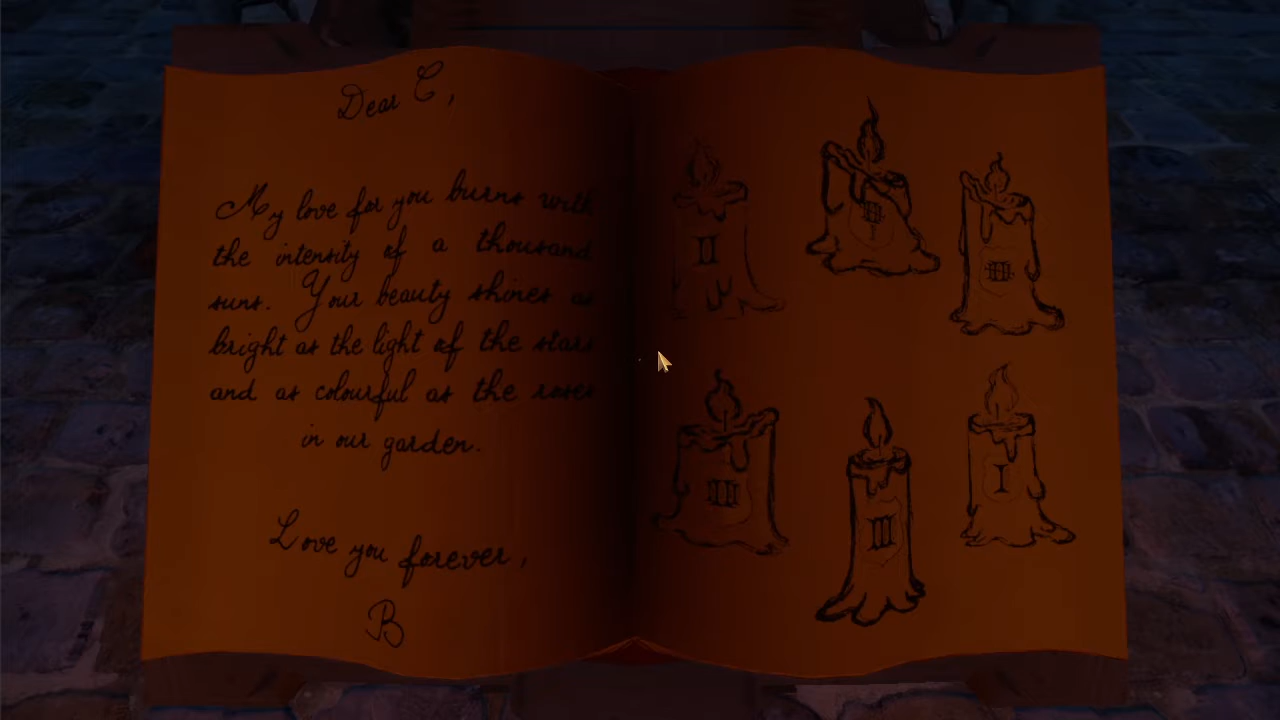 Dear C,
My love for you burns with
the intensity of a thousand
suns. Your beauty shines as
bright as the light of the stars
and as colourful as the roses
in our garden.
Love you forever,
B
II
III
III
I